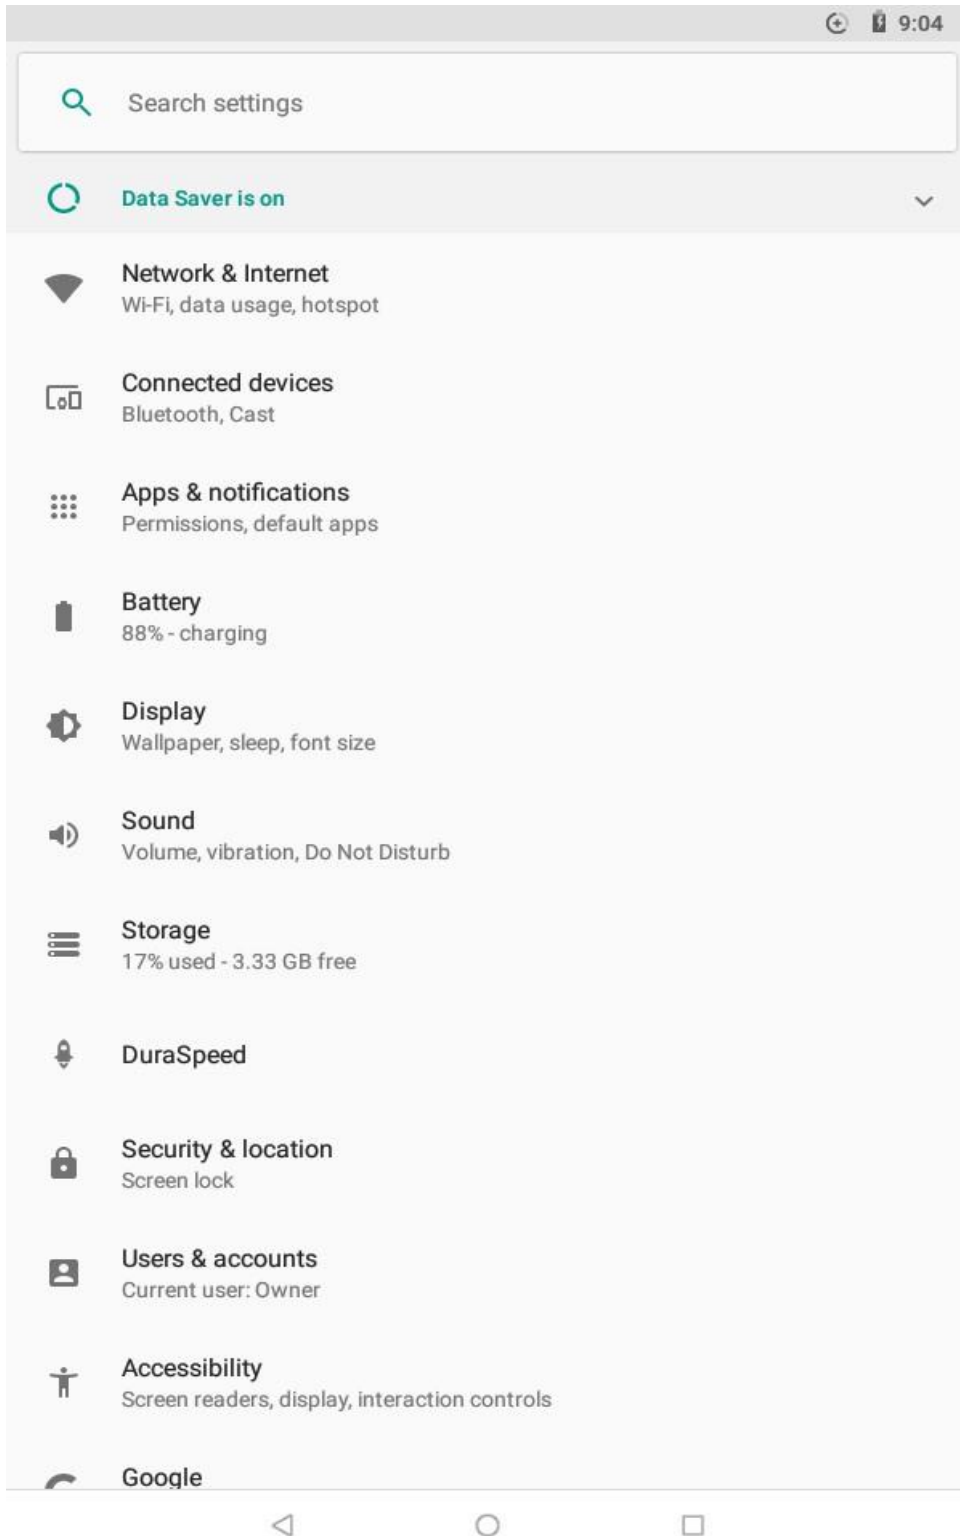 9:04
Search settings
Data Saver is on
Network & Internet
Wi-Fi, data usage, hotspot
Connected devices
Bluetooth, Cast
Apps & notifications
Permissions, default apps
Battery
88% - charging
Display
Wallpaper, sleep, font size
Sound
Volume, vibration, Do Not Disturb
Storage
17% used - 3.33 GB free
DuraSpeed
Security & location
Screen lock
Users & accounts
Current user: Owner
Accessibility
Screen readers, display, interaction controls
Google